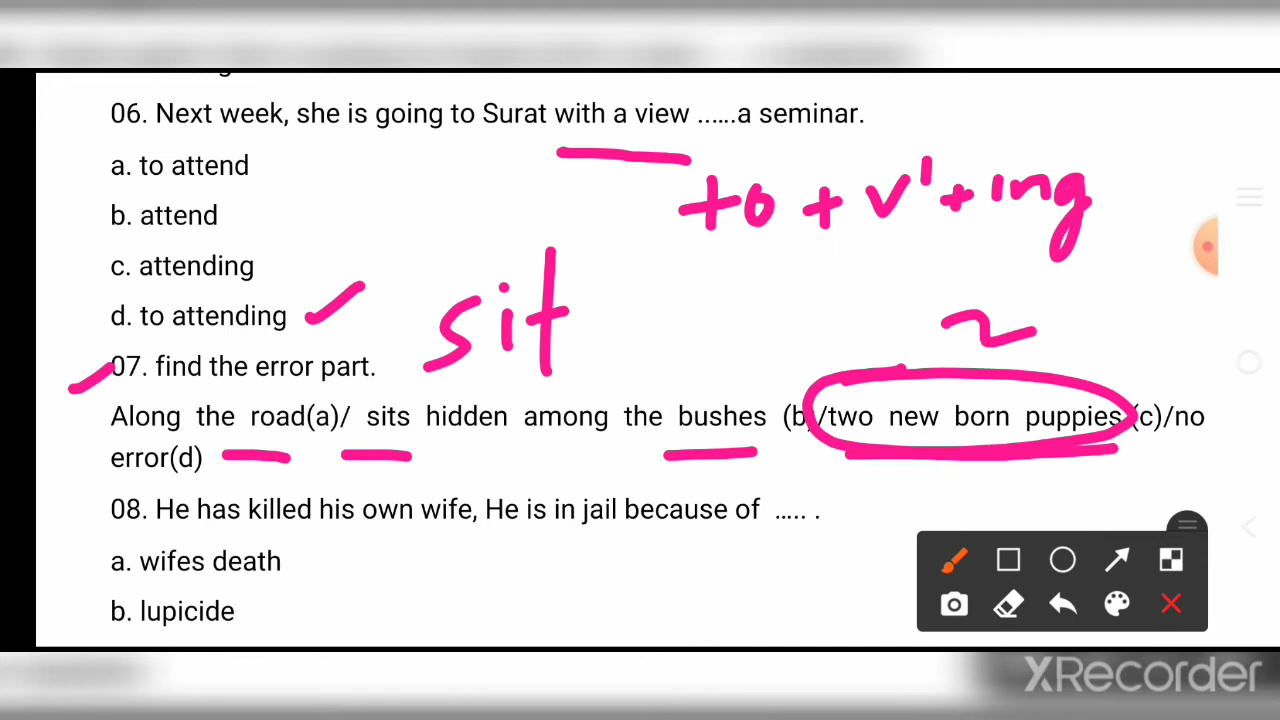 06. Next week, she is going to Surat with a view ......a seminar.
a. to attend
to + v¹ + ing
b. attend
c. attending
sit
d. to attending
07. find the error part.
Along the road(a)/ sits hidden among the bushes (b)/two new born puppies (c)/no
error(d)
08. He has killed his own wife, He is in jail because of ..... .
a. wifes death
b. lupicide
XRecorder